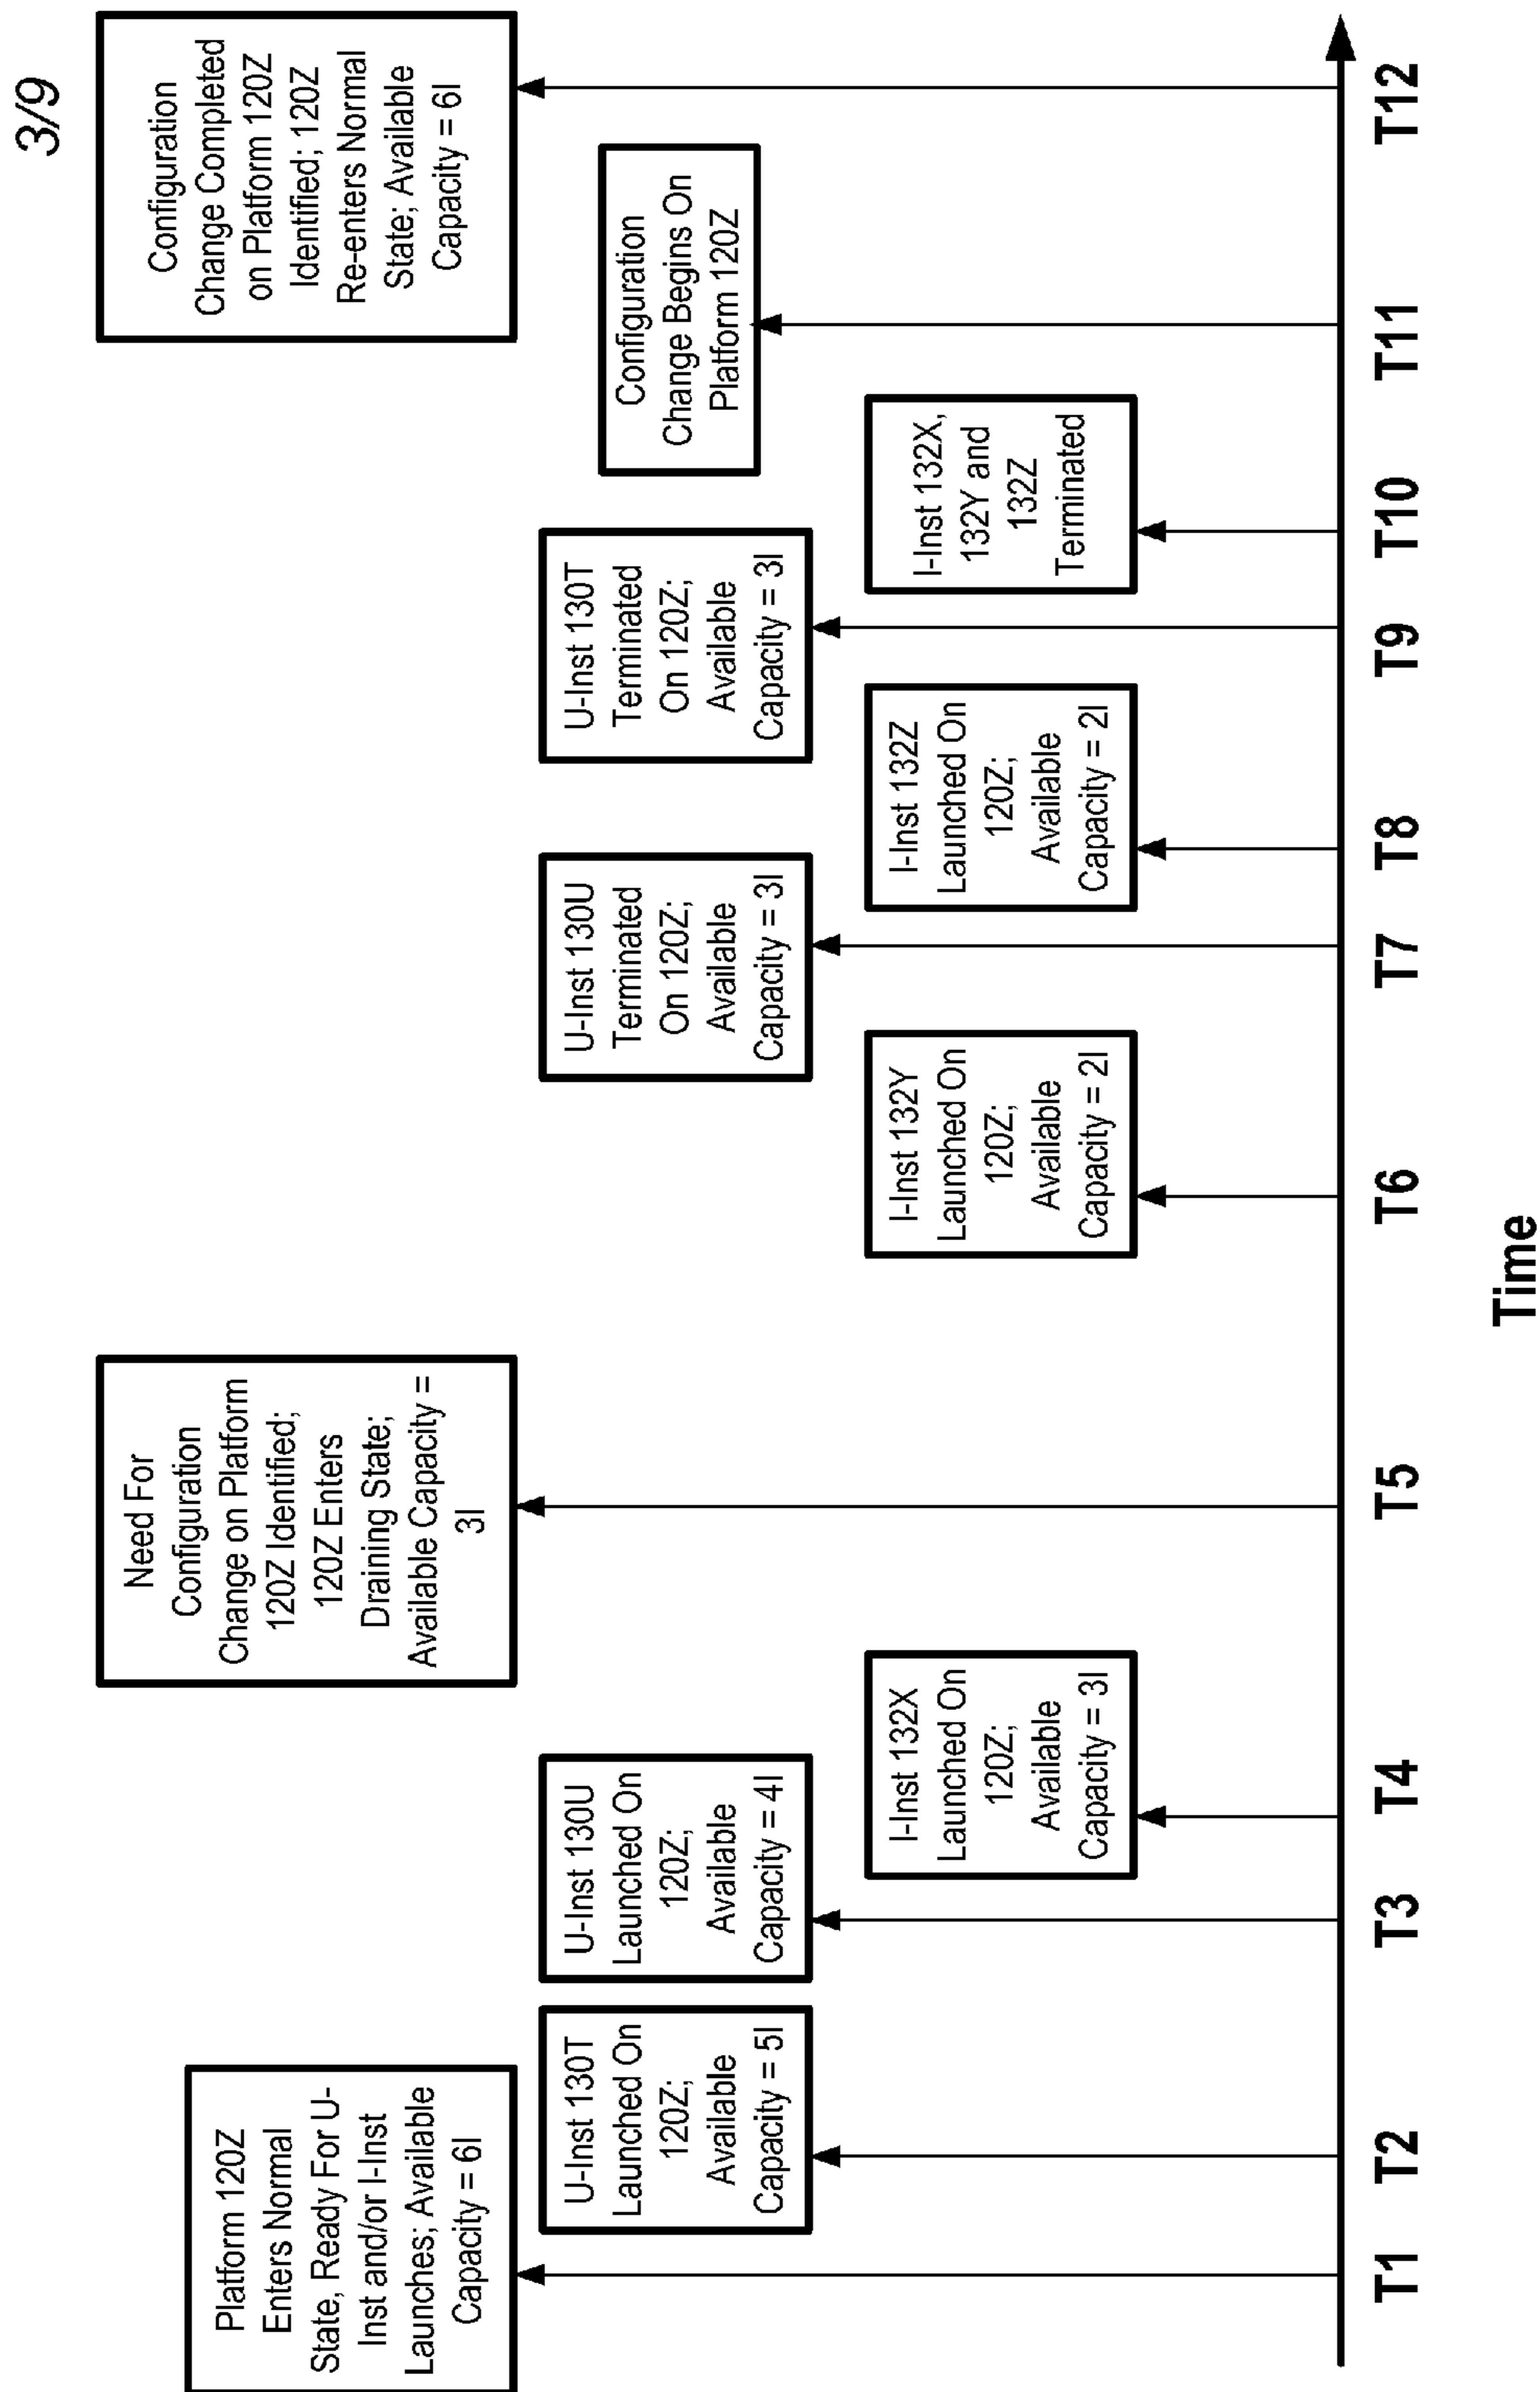 3/9
Platform 120Z
Enters Normal
State, Ready For U-
Inst and/or I-Inst
Launches; Available
Capacity = 6I
U-Inst 130T
Launched On
120Z;
Available
Capacity = 5I
U-Inst 130U
Launched On
120Z;
Available
Capacity = 4I
I-Inst 132X
Launched On
120Z;
Available
Capacity = 3I
Need For
Configuration
Change on Platform
120Z Identified;
120Z Enters
Draining State;
Available Capacity =
3I
I-Inst 132Y
Launched On
120Z;
Available
Capacity = 2I
U-Inst 130U
Terminated
On 120Z;
Available
Capacity = 3I
I-Inst 132Z
Launched On
120Z;
Available
Capacity = 2I
U-Inst 130T
Terminated
On 120Z;
Available
Capacity = 3I
I-Inst 132X,
132Y and
132Z
Terminated
Configuration
Change Begins On
Platform 120Z
Configuration
Change Completed
on Platform 120Z
Identified; 120Z
Re-enters Normal
State; Available
Capacity = 6I
T1 T2 T3 T4 T5 T6 T7 T8 T9 T10 T11 T12
Time